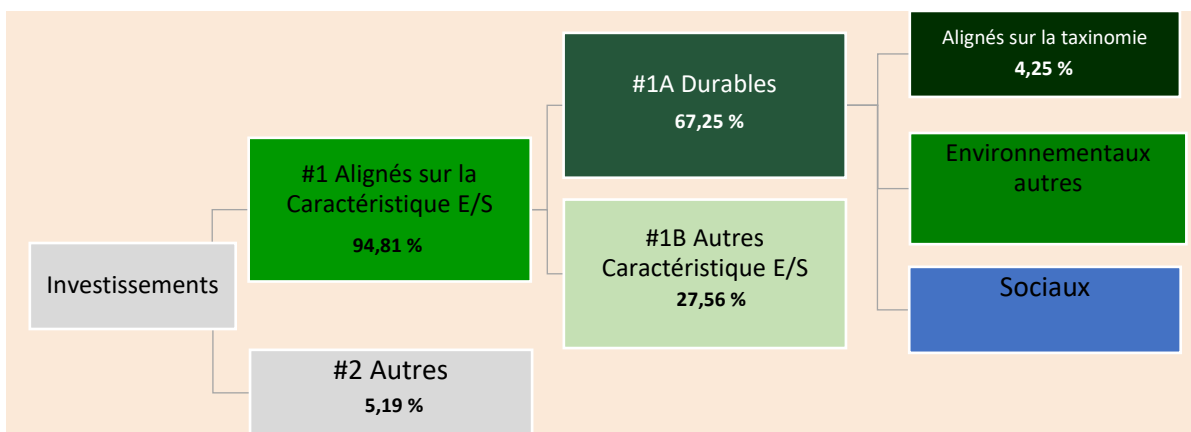 Investissements
#1 Alignés sur la
Caractéristique E/S
94,81 %
#2 Autres
5,19 %
#1A Durables
67,25 %
#1B Autres
Caractéristique E/S
27,56 %
Alignés sur la taxinomie
4,25 %
Environnementaux
autres
Sociaux